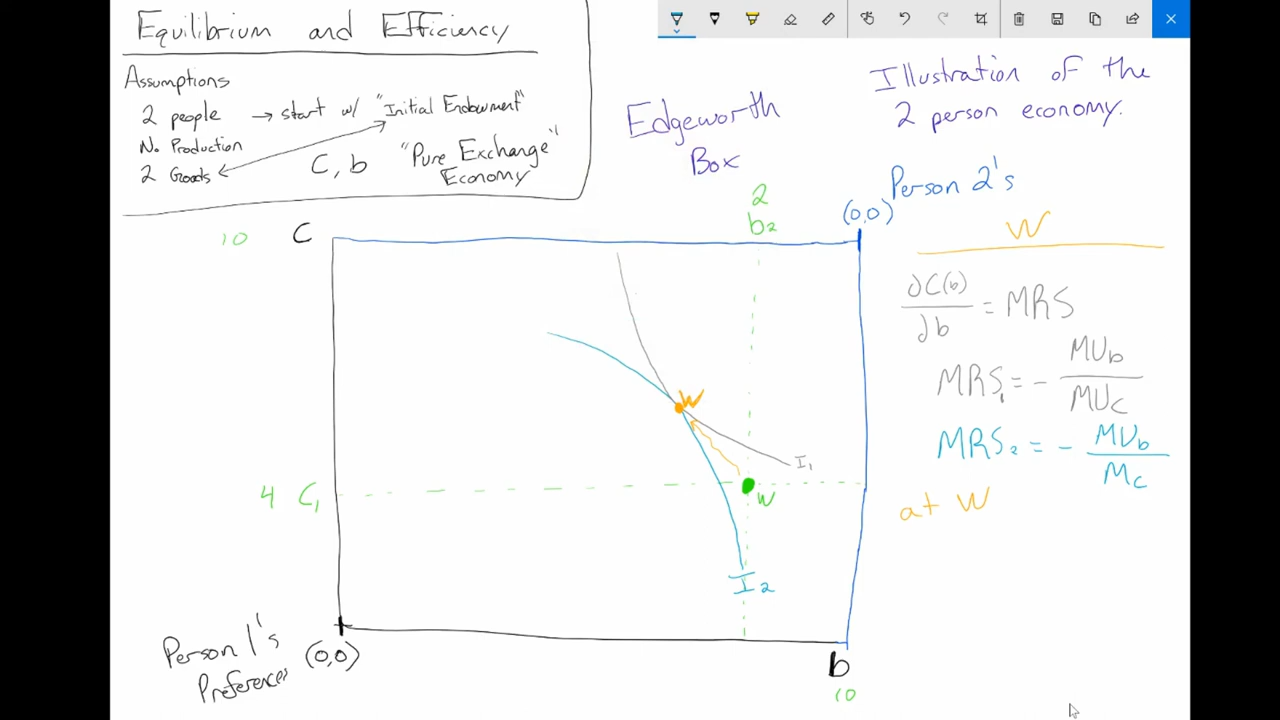 Equilibrium and Efficiency
Assumptions
2 people → start w/ "Initial Endowment"
No Production
2 Goods
C, b
"Pure Exchange"
Economy
Edgeworth
Box
Illustration of the
2 person economy.
Person 2's
(0,0)
2
b2
10
C
W
∂C(b)
∂b
= MRS
MRS1 = - MUb
MUc
MRS2 = - MUb
Mc
at W
W
I1
4 C1
W
I2
Person 1's
Preferences
(0,0)
b
10